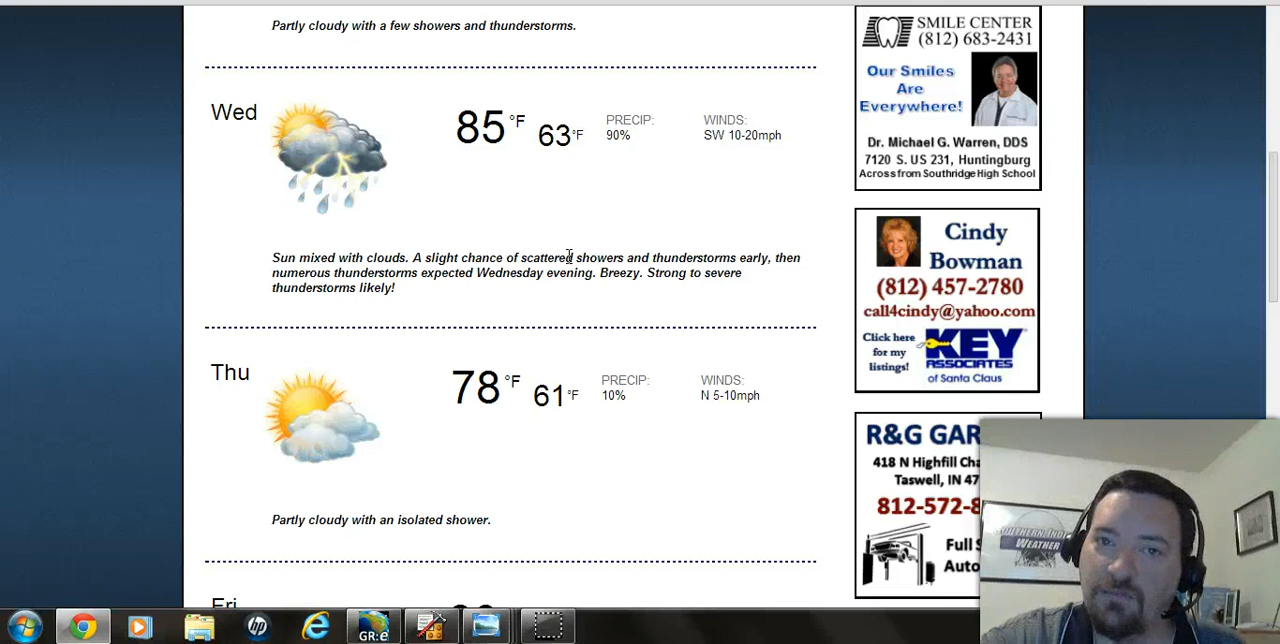 Partly cloudy with a few showers and thunderstorms.
Wed
85 °F 63 °F
PRECIP:
90%
WINDS:
SW 10-20mph
Sun mixed with clouds. A slight chance of scattered showers and thunderstorms early, then
numerous thunderstorms expected Wednesday evening. Breezy. Strong to severe
thunderstorms likely!
Thu
78 °F 61 °F
PRECIP:
10%
WINDS:
N 5-10mph
Partly cloudy with an isolated shower.
Fri
SMILE CENTER
(812) 683-2431
Our Smiles
Are
Everywhere!
Dr. Michael G. Warren, DDS
7120 S. US 231, Huntingburg
Across from Southridge High School
Cindy
Bowman
(812) 457-2780
call4cindy@yahoo.com
Click here
for my
listings!
KEY
ASSOCIATES
of Santa Claus
R&G GAR
418 N Highfill Cha
Taswell, IN 47
812-572-8
Full S
Auto
WEATHER
hp
GR:e